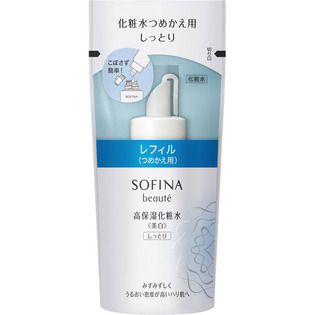 化粧水つめかえ用
しっとり
こぼさず
簡単!
SOFINA
切り口
化粧水
レフィル
(つめかえ用)
SOFINA
beauté
高保湿化粧水
〈美白〉
しっとり
みずみずしく
うるおい密度が高いハリ肌へ